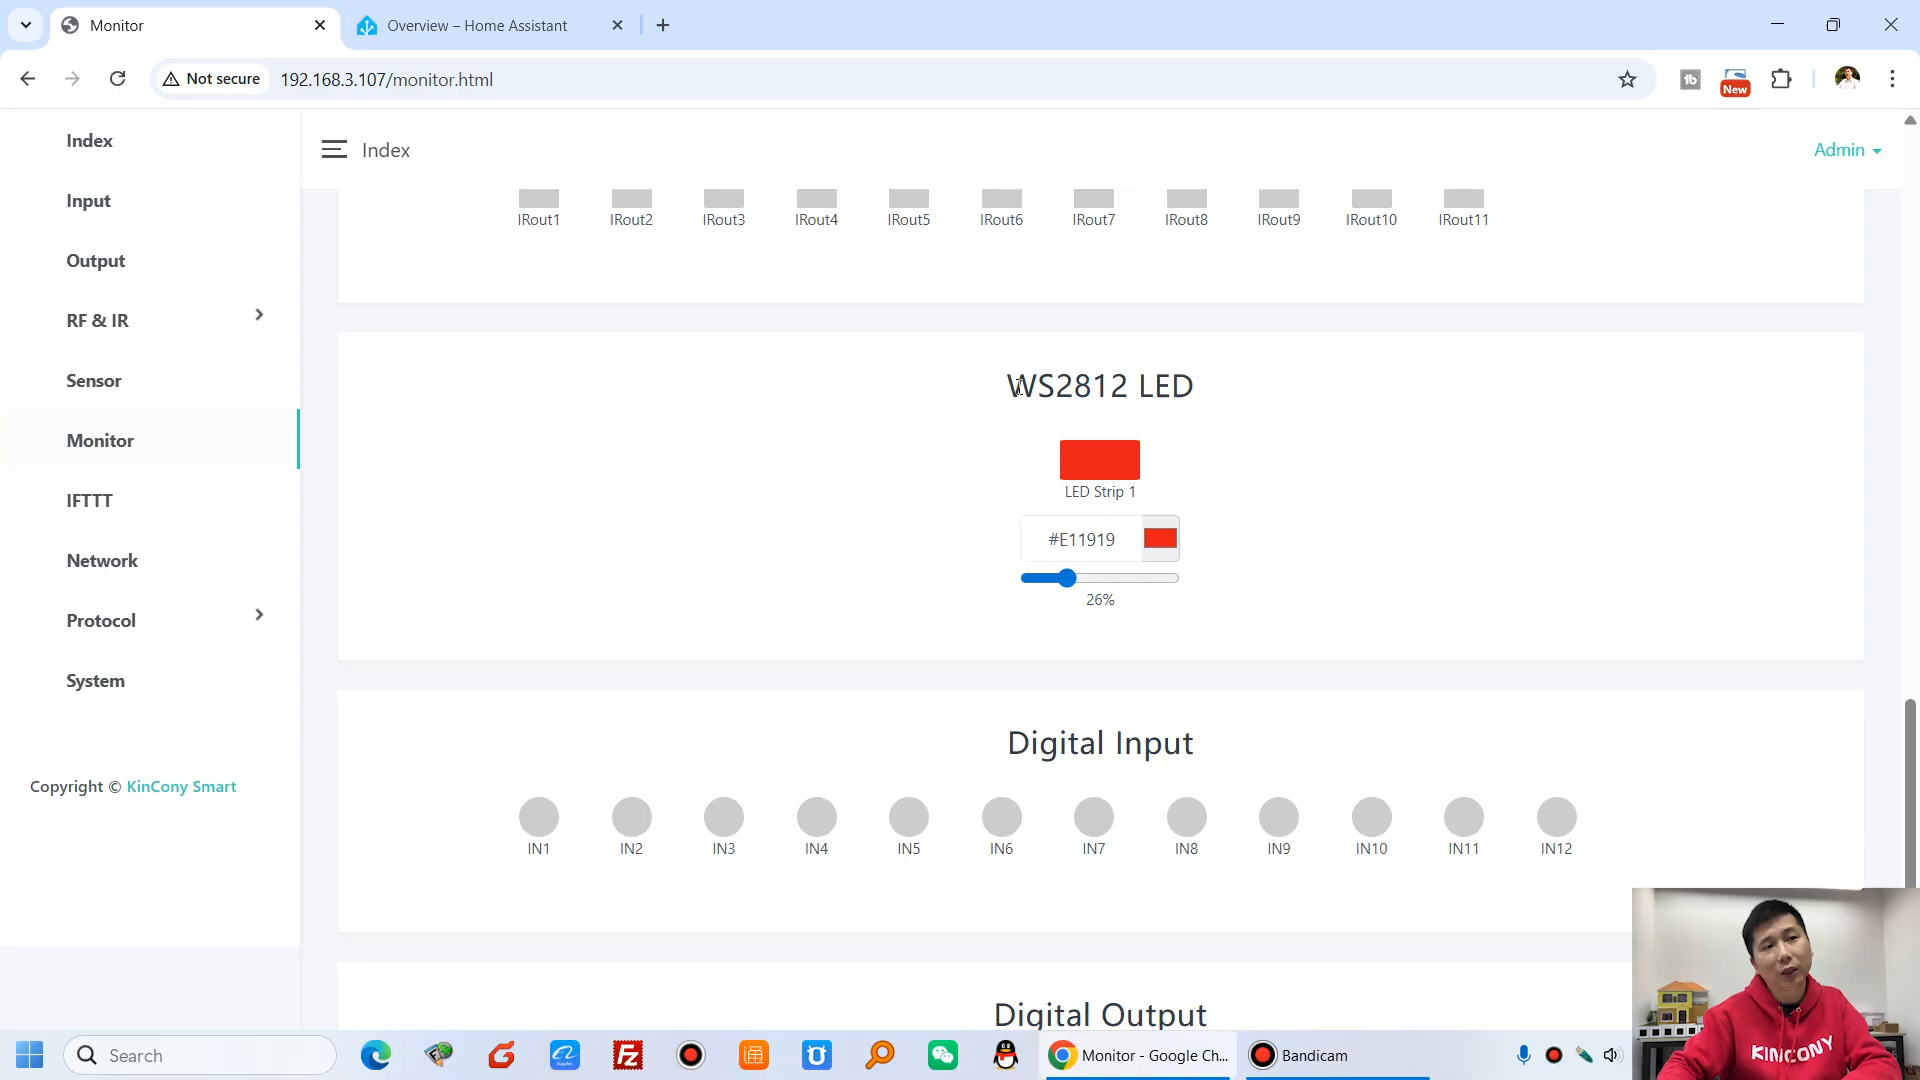 Monitor
Overview – Home Assistant
Not secure
192.168.3.107/monitor.html
New
Index
Input
Output
RF & IR
Sensor
Monitor
IFTTT
Network
Protocol
System
Copyright © KinCony Smart
Index
Admin
IRout1 IRout2 IRout3 IRout4 IRout5 IRout6 IRout7 IRout8 IRout9 IRout10 IRout11
WS2812 LED
LED Strip 1
#E11919
26%
Digital Input
IN1 IN2 IN3 IN4 IN5 IN6 IN7 IN8 IN9 IN10 IN11 IN12
Digital Output
KINCONY
Search
Monitor - Google Ch...
Bandicam